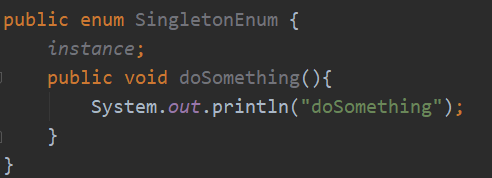 public enum SingletonEnum {
    instance;
    public void doSomething(){
        System.out.println("doSomething");
    }
}